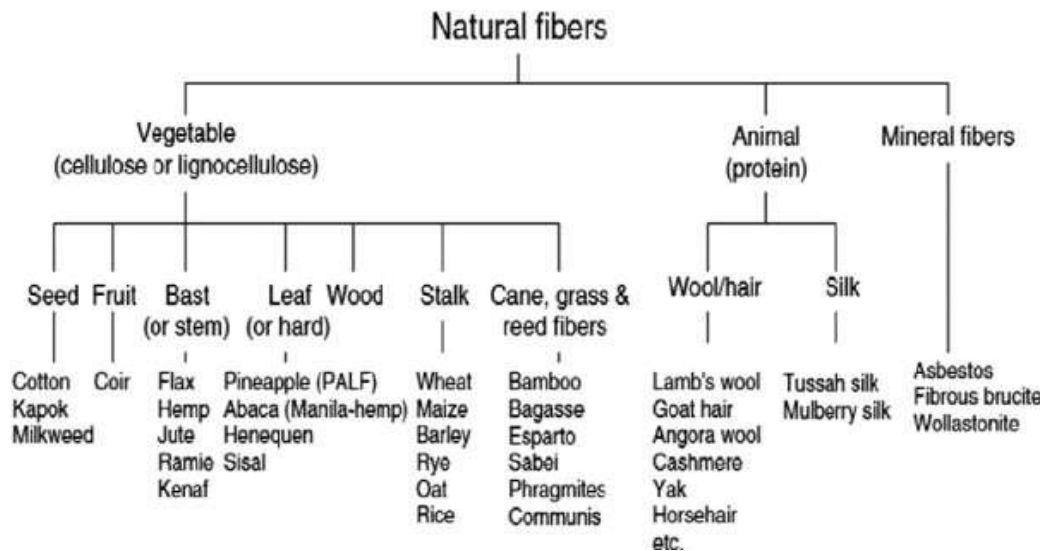 Natural fibers
Vegetable
(cellulose or lignocellulose)
Animal
(protein)
Mineral fibers
Seed
Fruit
Bast
(or stem)
Leaf
(or hard)
Wood
Stalk
Cane, grass &
reed fibers
Wool/hair
Silk
Cotton
Kapok
Milkweed
Coir
Flax
Hemp
Jute
Ramie
Kenaf
Pineapple (PALF)
Abaca (Manila-hemp)
Henequen
Sisal
Wheat
Maize
Barley
Rye
Oat
Rice
Bamboo
Bagasse
Esparto
Sabei
Phragmites
Communis
Lamb's wool
Goat hair
Angora wool
Cashmere
Yak
Horsehair
etc.
Tussah silk
Mulberry silk
Asbestos
Fibrous brucite
Wollastonite